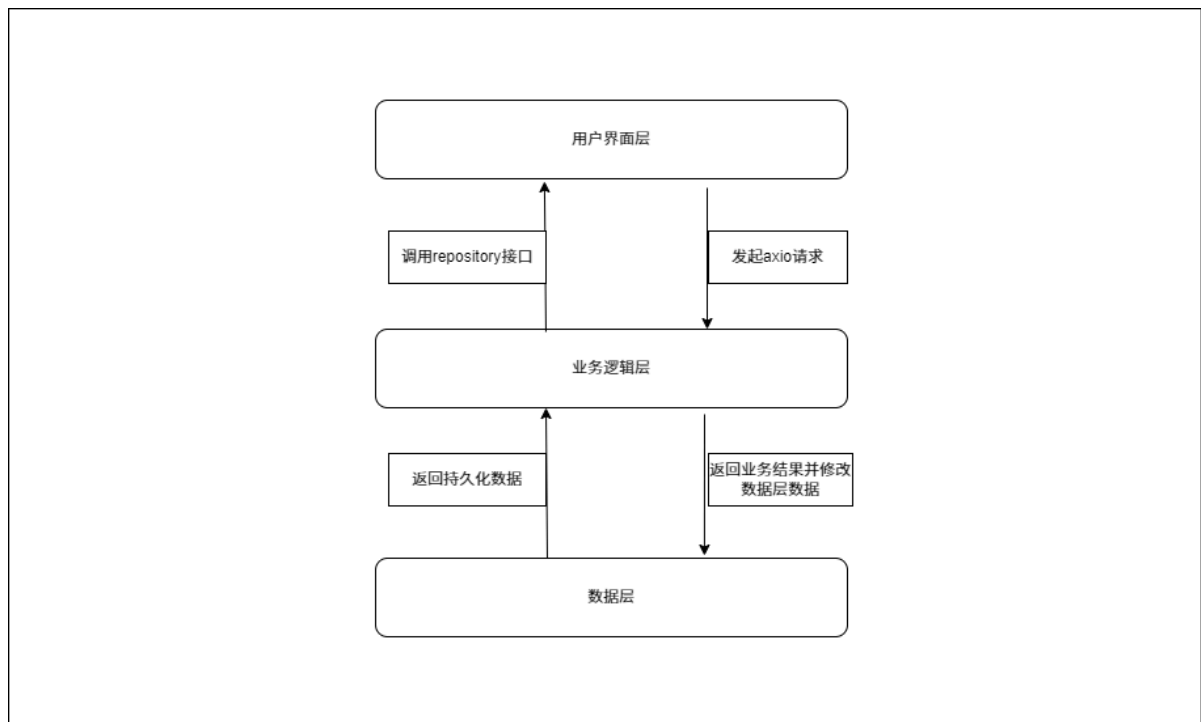 用户界面层
调用repository接口
发起axio请求
业务逻辑层
返回持久化数据
返回业务结果并修改
数据层数据
数据层